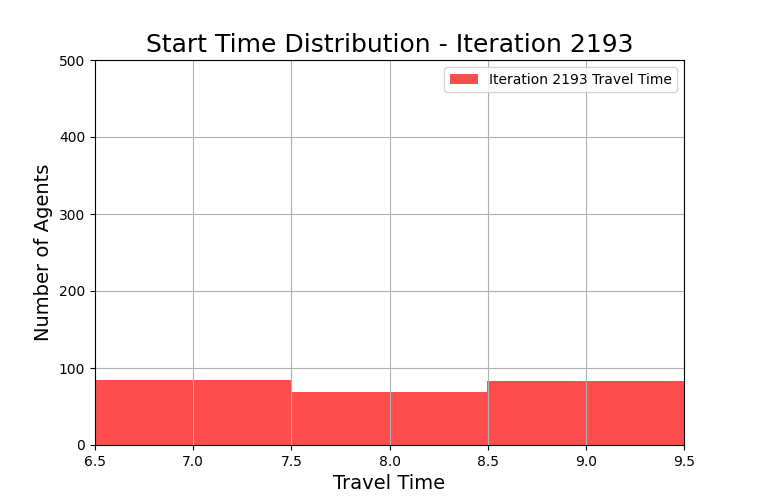 Start Time Distribution - Iteration 2193
Iteration 2193 Travel Time
Number of Agents
500
400
300
200
100
0
6.5 7.0 7.5 8.0 8.5 9.0 9.5
Travel Time